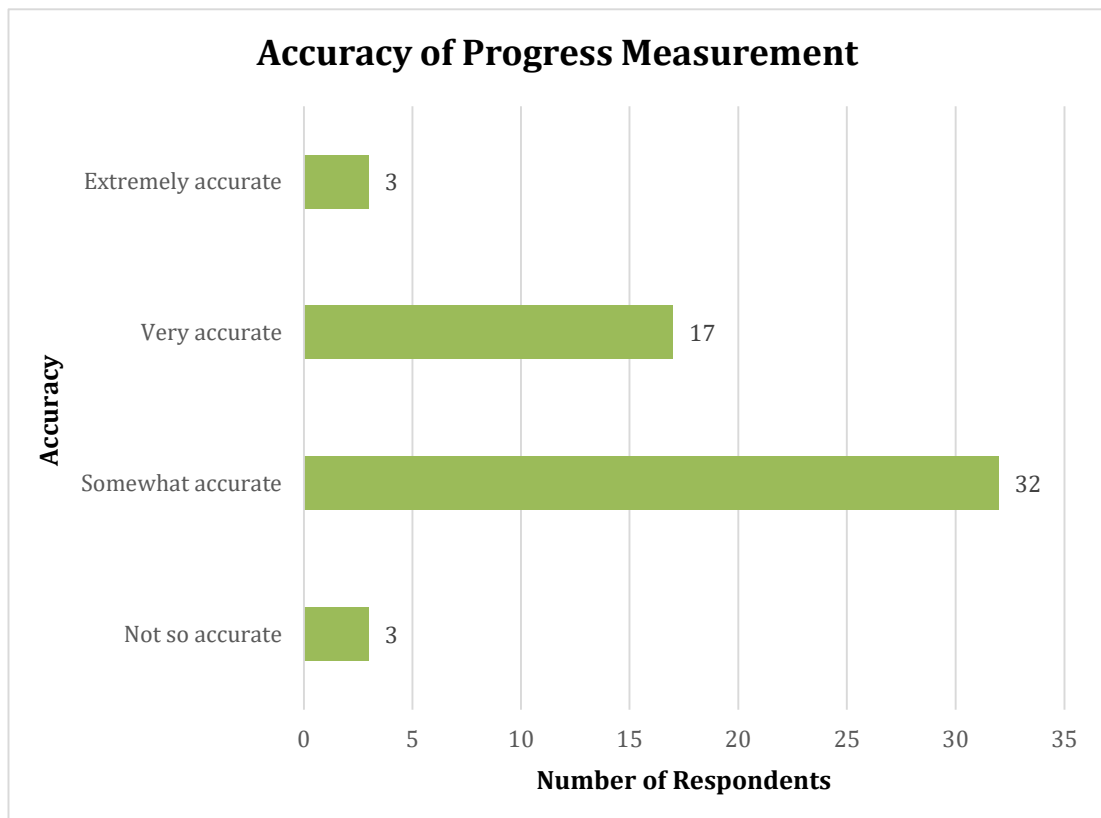 Accuracy of Progress Measurement
Accuracy
Extremely accurate 3
Very accurate 17
Somewhat accurate 32
Not so accurate 3
0 5 10 15 20 25 30 35
Number of Respondents